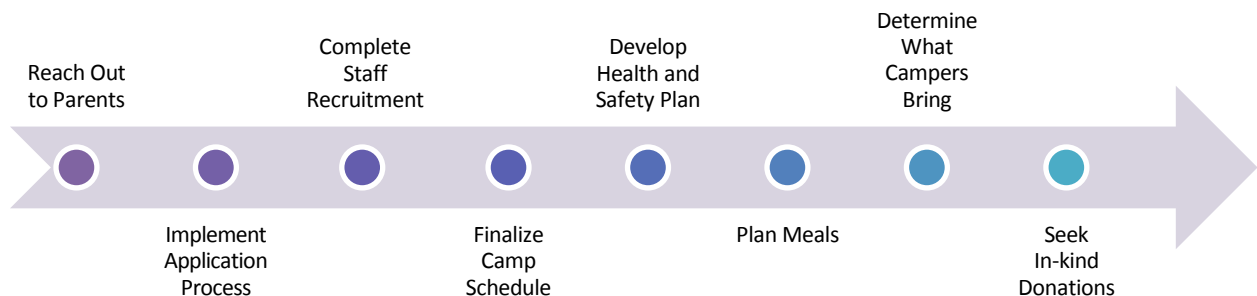 Reach Out
to Parents
Implement
Application
Process
Complete
Staff
Recruitment
Finalize
Camp
Schedule
Develop
Health and
Safety Plan
Plan Meals
Determine
What
Campers
Bring
Seek
In-kind
Donations